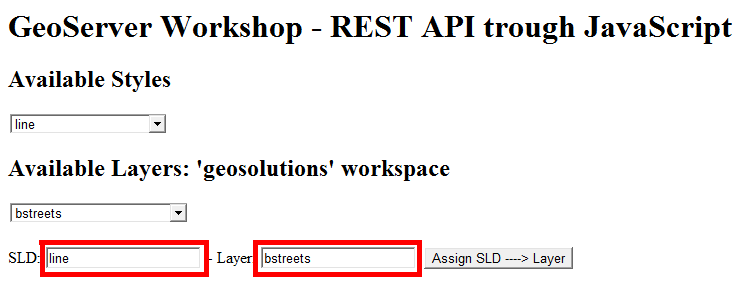 GeoServer Workshop - REST API trough JavaScript
Available Styles
line
Available Layers: 'geosolutions' workspace
bstreets
SLD: line - Layer: bstreets Assign SLD ----> Layer